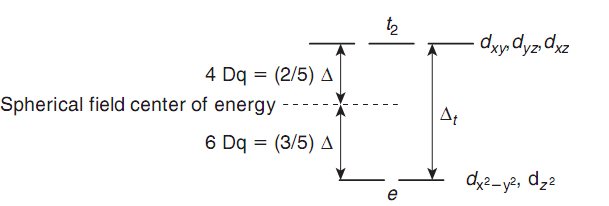 t₂
dxy, dyz, dxz
4 Dq = (2/5) Δ
Spherical field center of energy
Δt
6 Dq = (3/5) Δ
dx²–y², dz²
e